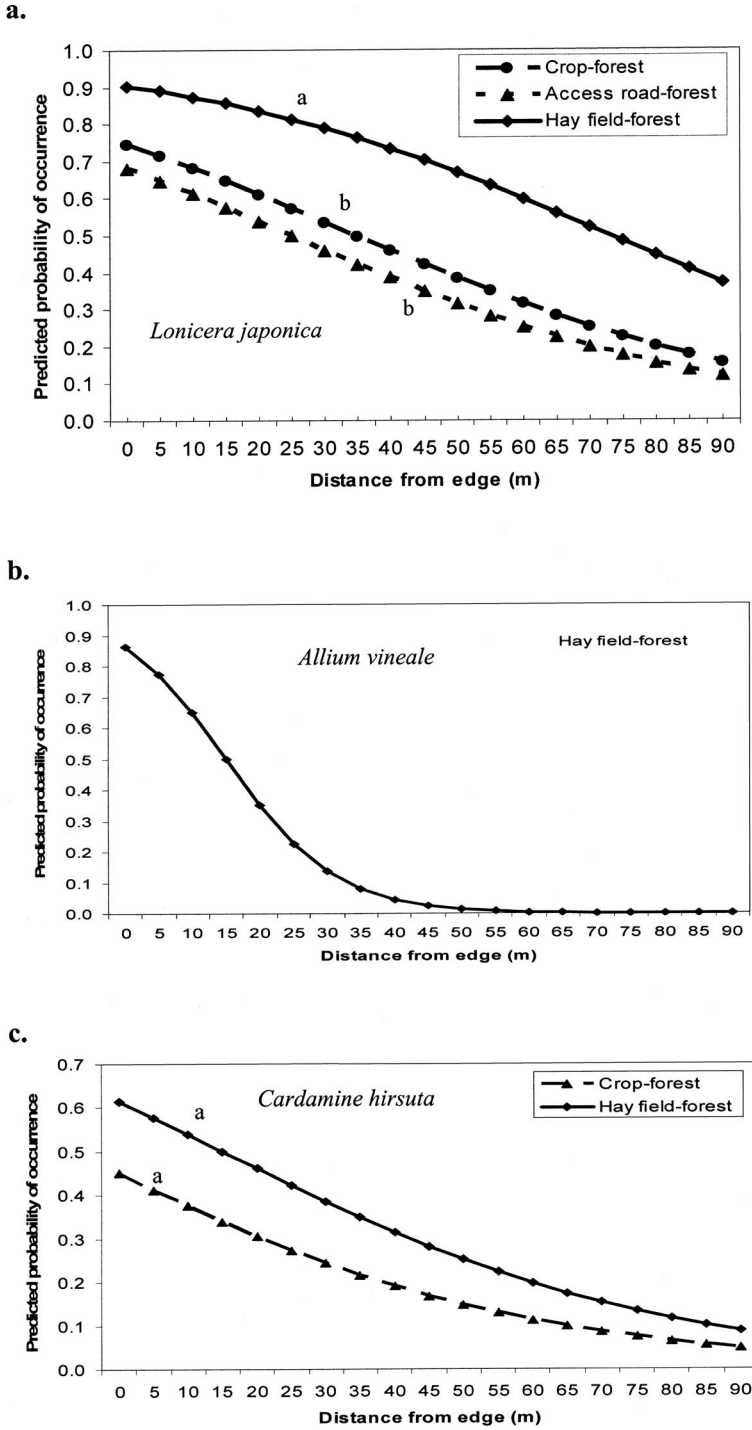 a.
1.0
0.9
0.8
0.7
0.6
0.5
0.4
0.3
0.2
0.1
0.0
Predicted probability of occurrence
Crop-forest
Access road-forest
Hay field-forest
a
b
b
Lonicera japonica
0 5 10 15 20 25 30 35 40 45 50 55 60 65 70 75 80 85 90
Distance from edge (m)
b.
1.0
0.9
0.8
0.7
0.6
0.5
0.4
0.3
0.2
0.1
0.0
Predicted probability of occurrence
Allium vineale
Hay field-forest
0 5 10 15 20 25 30 35 40 45 50 55 60 65 70 75 80 85 90
Distance from edge (m)
c.
0.7
0.6
0.5
0.4
0.3
0.2
0.1
0.0
Predicted probability of occurrence
Cardamine hirsuta
Crop-forest
Hay field-forest
a
a
0 5 10 15 20 25 30 35 40 45 50 55 60 65 70 75 80 85 90
Distance from edge (m)